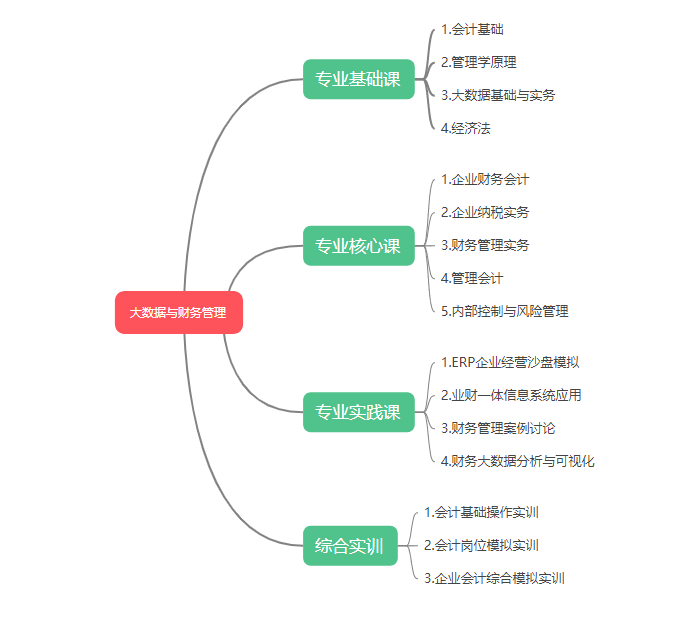 大数据与财务管理
专业基础课
1.会计基础
2.管理学原理
3.大数据基础与实务
4.经济法
专业核心课
1.企业财务会计
2.企业纳税实务
3.财务管理实务
4.管理会计
5.内部控制与风险管理
专业实践课
1.ERP企业经营沙盘模拟
2.业财一体信息系统应用
3.财务管理案例讨论
4.财务大数据分析与可视化
综合实训
1.会计基础操作实训
2.会计岗位模拟实训
3.企业会计综合模拟实训